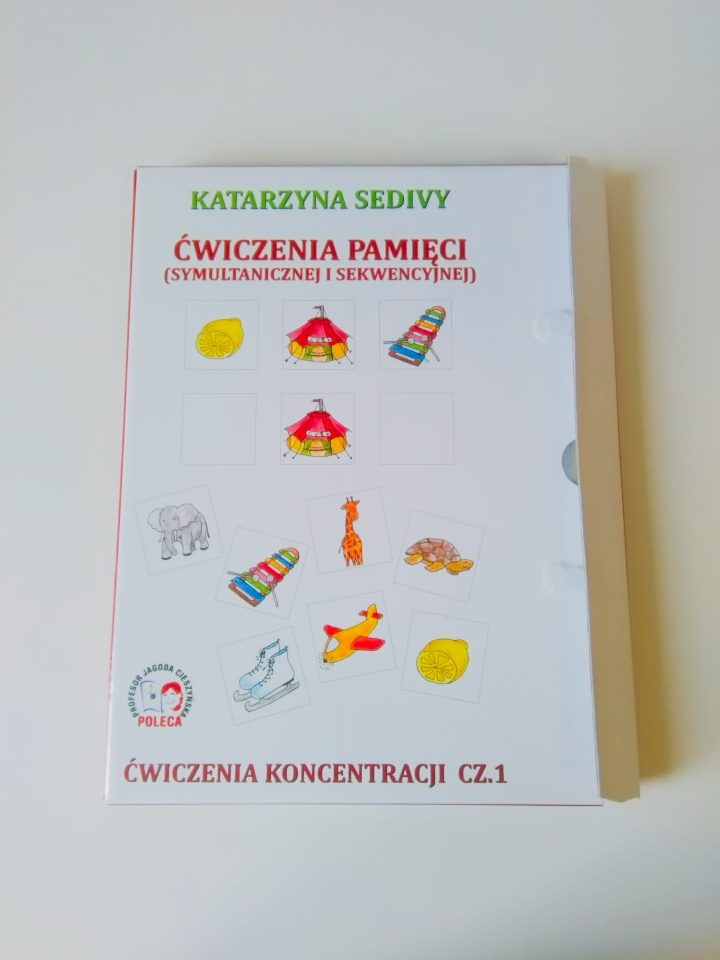 KATARZYNA SEDIVY
ĆWICZENIA PAMIĘCI
(SYMULTANICZNEJ I SEKWENCYJNEJ)
PROFESOR JAGODA CIESZYŃSKA
POLECA
ĆWICZENIA KONCENTRACJI CZ.1